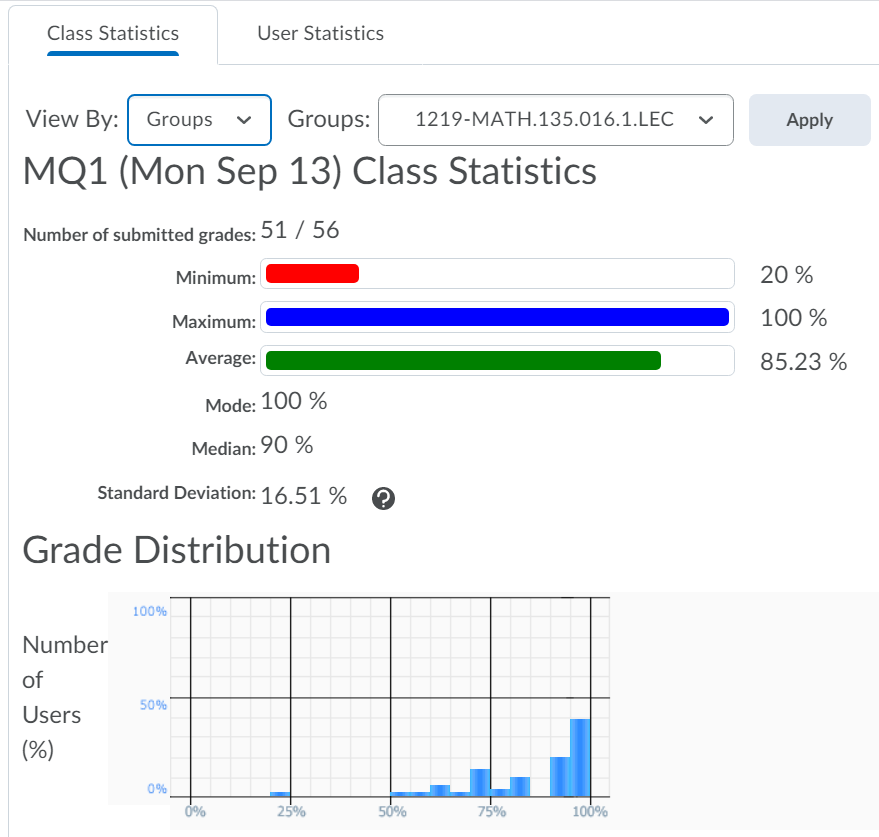 Class Statistics User Statistics
View By: Groups Groups: 1219-MATH.135.016.1.LEC Apply
MQ1 (Mon Sep 13) Class Statistics
Number of submitted grades: 51 / 56
Minimum: 20 %
Maximum: 100 %
Average: 85.23 %
Mode: 100 %
Median: 90 %
Standard Deviation: 16.51 % ?
Grade Distribution
100%
Number
of
Users
(%)
50%
0%
0% 25% 50% 75% 100%